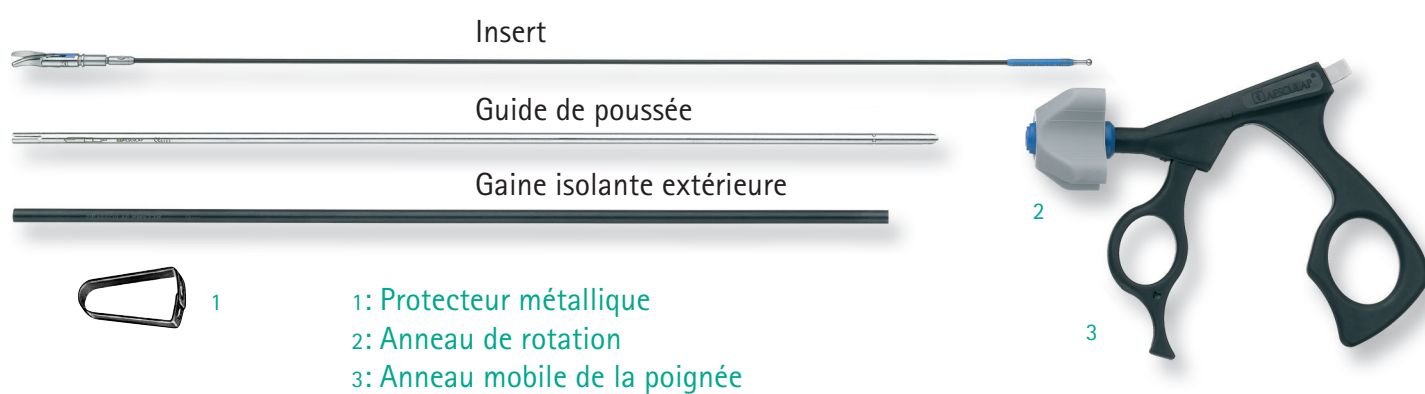 Insert
Guide de poussée
Gaine isolante extérieure
AESCULAP®
2
1
1: Protecteur métallique
2: Anneau de rotation
3: Anneau mobile de la poignée
3